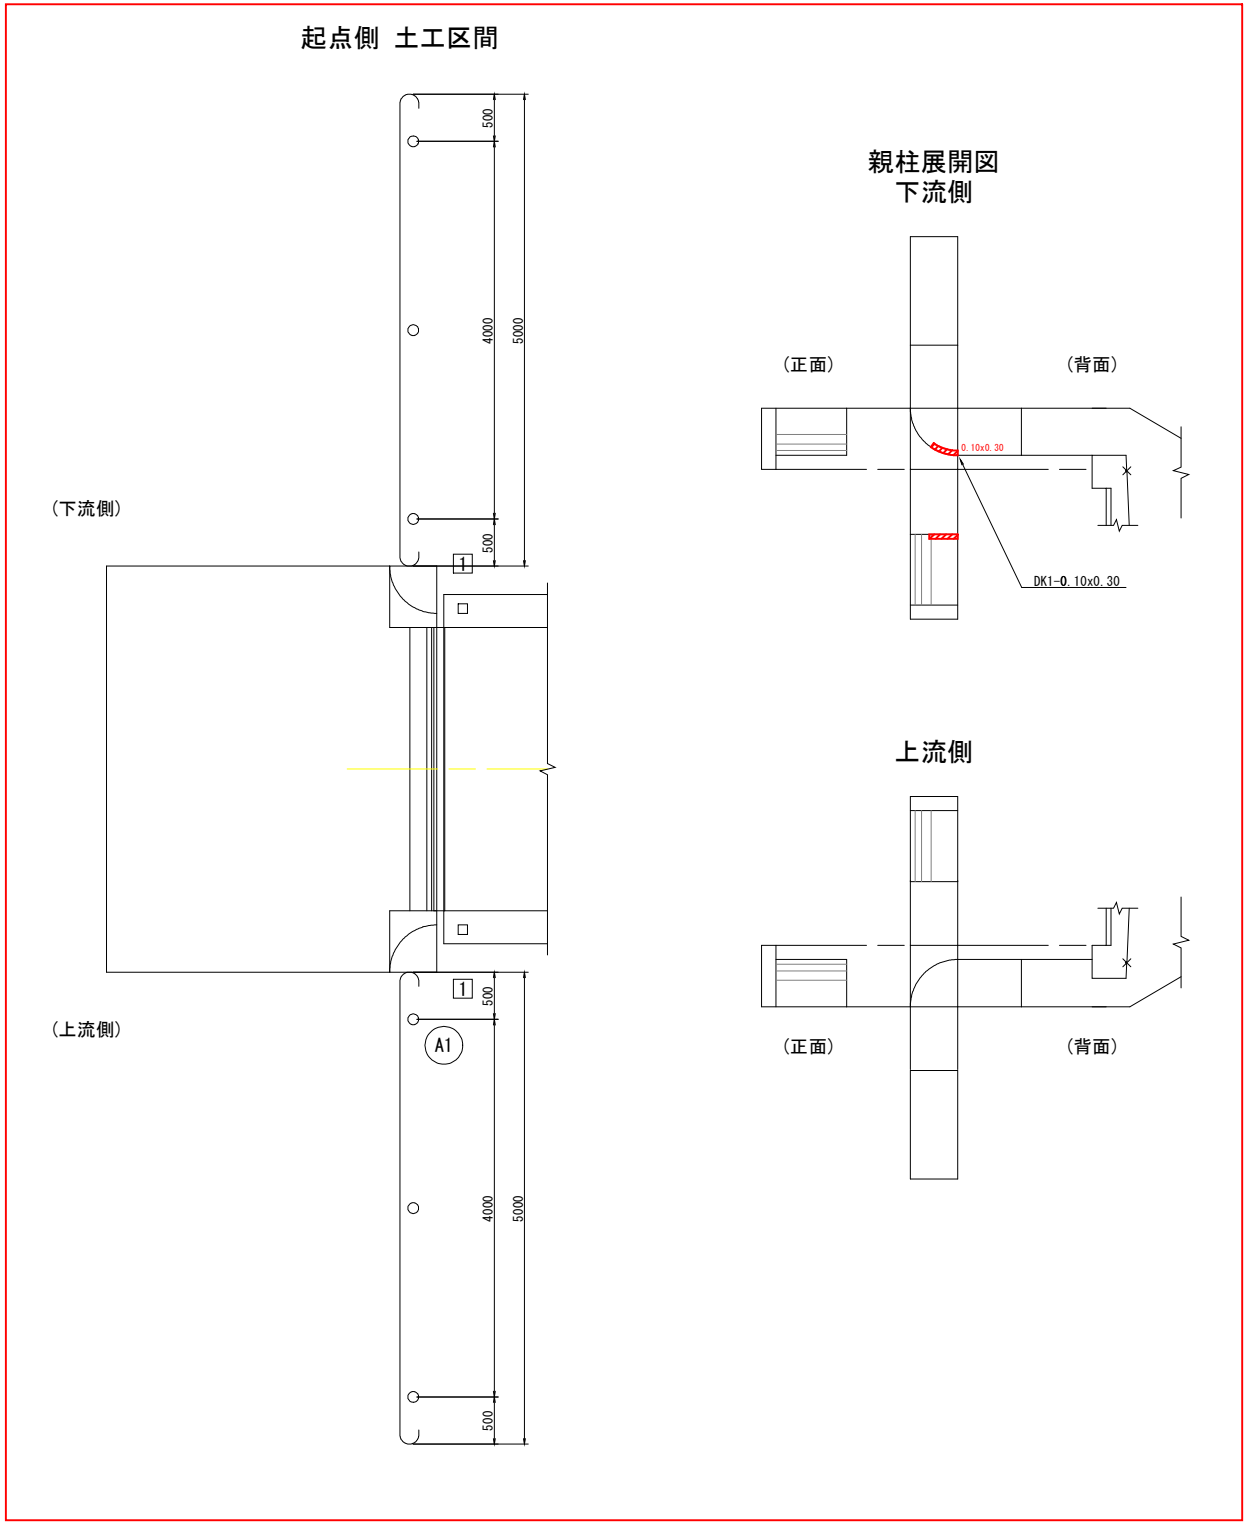 起点側 土工区間
500
4000
5000
500
(下流側)
1
1
500
(上流側)
A1
4000
5000
500
親柱展開図
下流側
(正面)
(背面)
0.10x0.30
DK1-0.10x0.30
上流側
(正面)
(背面)